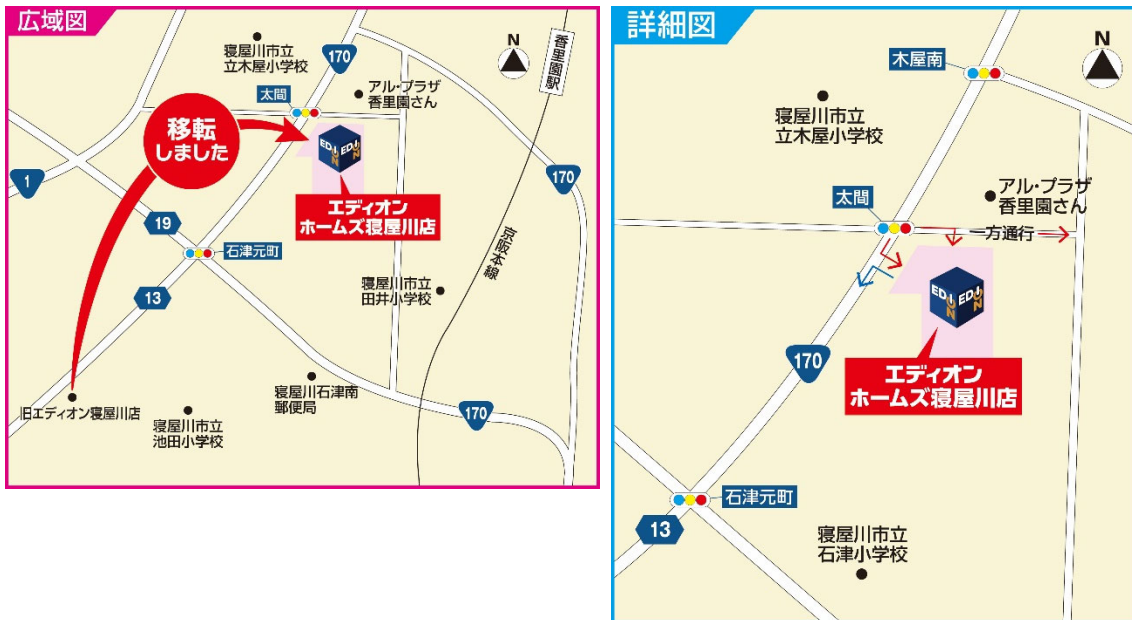 広域図
寝屋川市立
立木屋小学校
170
香里園駅
N
アル・プラザ
香里園さん
太間
移転
しました
EDION
EDION
エディオン
ホームズ寝屋川店
1
170
19
石津元町
京阪本線
13
寝屋川市立
田井小学校
旧エディオン寝屋川店
寝屋川市立
池田小学校
寝屋川石津南
郵便局
170
詳細図
木屋南
N
寝屋川市立
立木屋小学校
アル・プラザ
香里園さん
太間
一方通行
EDION
EDION
170
エディオン
ホームズ寝屋川店
石津元町
13
寝屋川市立
石津小学校